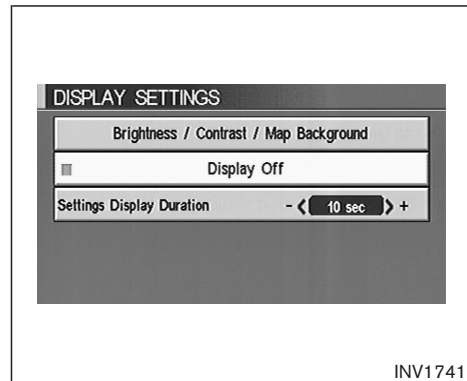 DISPLAY SETTINGS
Brightness / Contrast / Map Background
Display Off
Settings Display Duration - 10 sec +
INV1741